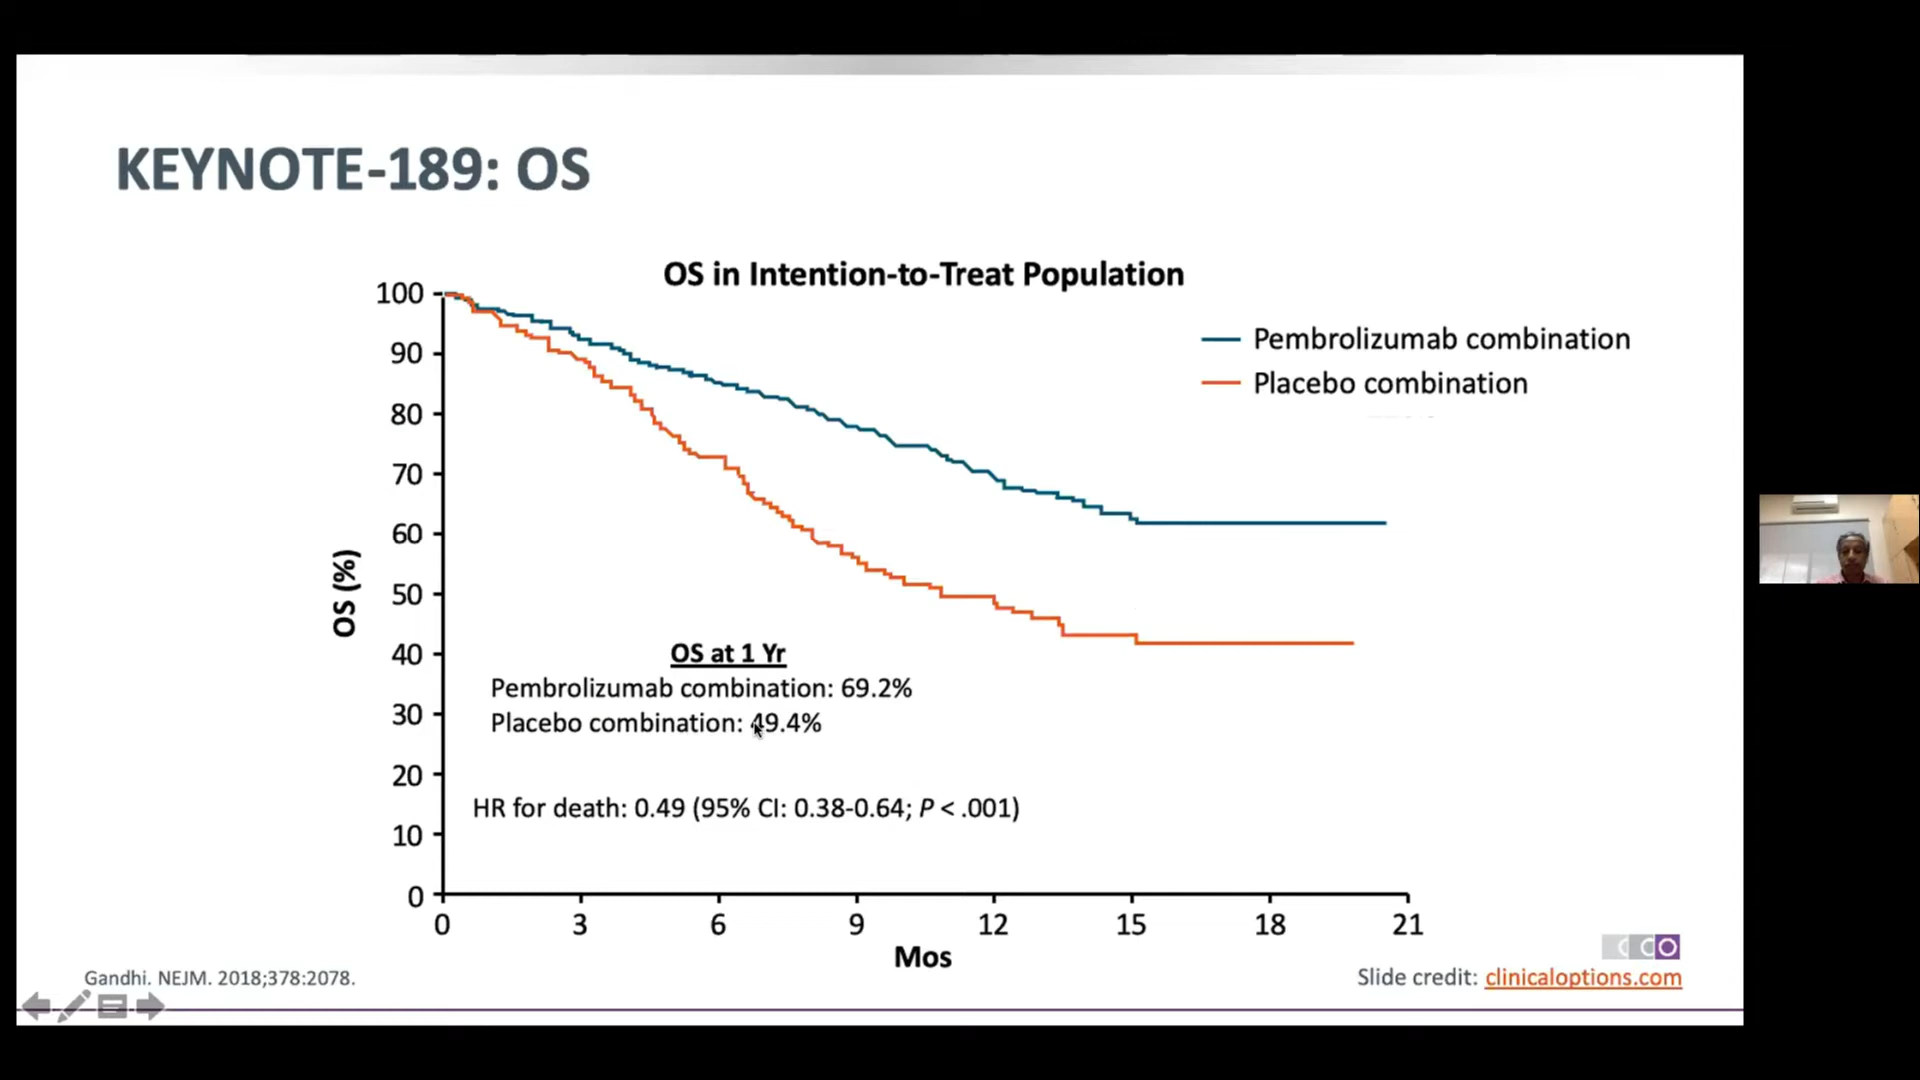 KEYNOTE-189: OS
OS in Intention-to-Treat Population
Pembrolizumab combination
Placebo combination
100
90
80
70
60
50
40
30
20
10
0
OS (%)
OS at 1 Yr
Pembrolizumab combination: 69.2%
Placebo combination: 49.4%
HR for death: 0.49 (95% CI: 0.38-0.64; P < .001)
0 3 6 9 12 15 18 21
Mos
CCO
Gandhi. NEJM. 2018;378:2078.
Slide credit: clinicaloptions.com